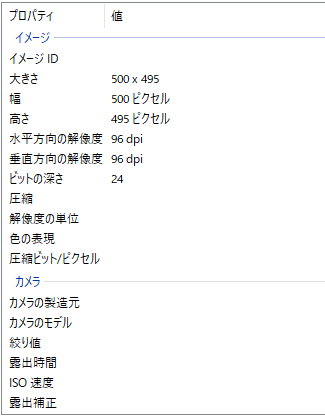 プロパティ 値
イメージ
イメージ ID
大きさ 500 x 495
幅 500 ピクセル
高さ 495 ピクセル
水平方向の解像度 96 dpi
垂直方向の解像度 96 dpi
ビットの深さ 24
圧縮
解像度の単位
色の表現
圧縮ビット/ピクセル
カメラ
カメラの製造元
カメラのモデル
絞り値
露出時間
ISO 速度
露出補正